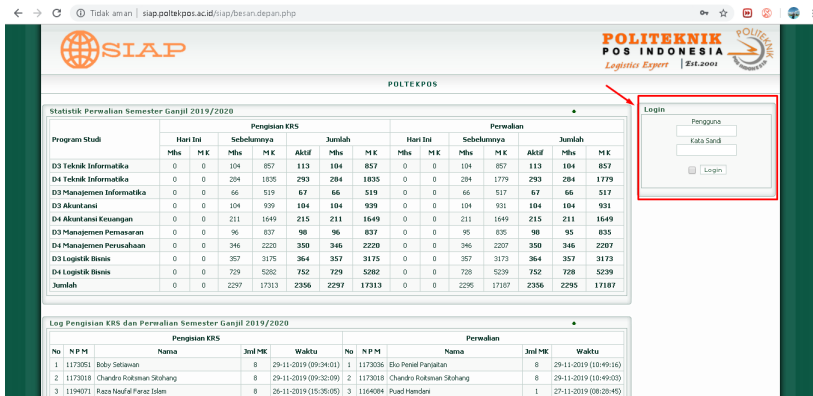 Tidak aman | siap.poltekpos.ac.id/siap/besan.depan.php
SIAP
POLITEKNIK
POS INDONESIA
Logistics Expert | Est.2001
POLTEKPOS
Statistik Perwalian Semester Ganjil 2019/2020
Program Studi Pengisian KRS Perwalian
Hari Ini Sebelumnya Jumlah Hari Ini Sebelumnya Jumlah
Mhs M K Mhs M K Aktif Mhs M K Mhs M K Mhs M K Aktif Mhs M K
D3 Teknik Informatika 0 0 104 857 113 104 857 0 0 104 857 113 104 857
D4 Teknik Informatika 0 0 284 1835 293 284 1835 0 0 284 1779 293 284 1779
D3 Manajemen Informatika 0 0 66 519 67 66 519 0 0 66 517 67 66 517
D3 Akuntansi 0 0 104 939 104 104 939 0 0 104 931 104 104 931
D4 Akuntansi Keuangan 0 0 211 1649 215 211 1649 0 0 211 1649 215 211 1649
D3 Manajemen Pemasaran 0 0 96 837 98 96 837 0 0 95 835 98 95 835
D4 Manajemen Perusahaan 0 0 346 2220 350 346 2220 0 0 346 2207 350 346 2207
D3 Logistik Bisnis 0 0 357 3175 364 357 3175 0 0 357 3173 364 357 3173
D4 Logistik Bisnis 0 0 729 5282 752 729 5282 0 0 728 5239 752 728 5239
Jumlah 0 0 2297 17313 2356 2297 17313 0 0 2295 17187 2356 2295 17187
Login
Pengguna
Kata Sandi
Login
Log Pengisian KRS dan Perwalian Semester Ganjil 2019/2020
Pengisian KRS Perwalian
No N P M Nama Jml MK Waktu No N P M Nama Jml MK Waktu
1 1173051 Boby Setiawan 8 29-11-2019 (09:34:01) 1 1173036 Eko Peniel Panjaitan 8 29-11-2019 (10:49:16)
2 1173018 Chandro Roitsman Sitohang 8 29-11-2019 (09:32:09) 2 1173018 Chandro Roitsman Sitohang 8 29-11-2019 (10:49:03)
3 1194071 Raza Naufal Faraz Islam 8 26-11-2019 (15:35:05) 3 1164084 Puad Hamdani 1 27-11-2019 (08:28:45)